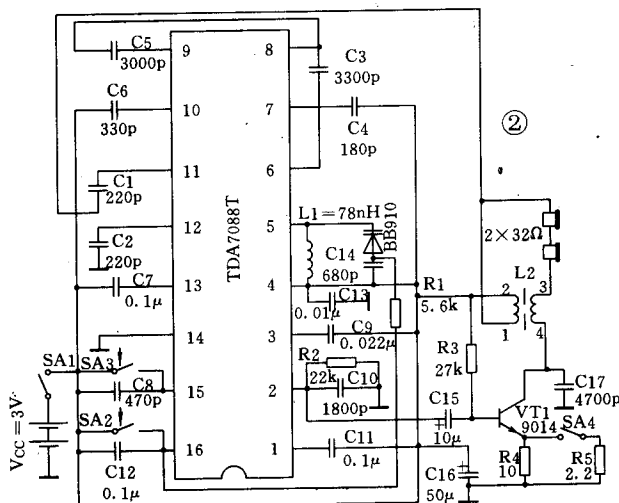 C5
3000p
9
8
C3
3300p
C6
330p
10
7
C4
180p
②
11
6
C1
220p
TDA7088T
L1=78nH
BB910
2×32Ω
12
5
C2
220p
C14
680p
L2
C7
0.1μ
13
4
C13
0.01μ
R1
5.6k
2
3
1
4
14
3
C9
0.022μ
R3
27k
SA1
SA3
C8
470p
15
2
R2
22k
C10
1800p
C15
10μ
C17
4700p
VT1
9014
SA4
VCC=3V
SA2
16
1
C11
0.1μ
C12
0.1μ
C16
50μ
R4
10
R5
2.2